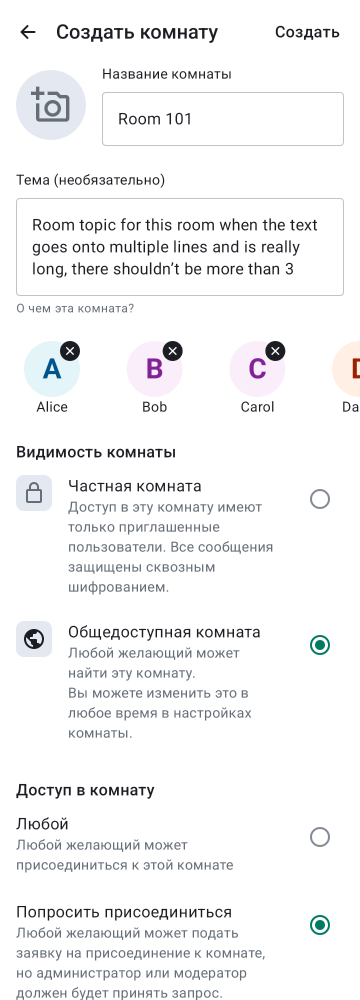 Создать комнату
Создать
Название комнаты
Room 101
Тема (необязательно)
Room topic for this room when the text
goes onto multiple lines and is really
long, there shouldn’t be more than 3
О чем эта комната?
A
B
C
Alice
Bob
Carol
Da
Видимость комнаты
Частная комната
Доступ в эту комнату имеют
только приглашенные
пользователи. Все сообщения
защищены сквозным
шифрованием.
Общедоступная комната
Любой желающий может
найти эту комнату.
Вы можете изменить это в
любое время в настройках
комнаты.
Доступ в комнату
Любой
Любой желающий может
присоединиться к этой комнате
Попросить присоединиться
Любой желающий может подать
заявку на присоединение к комнате,
но администратор или модератор
должен будет принять запрос.